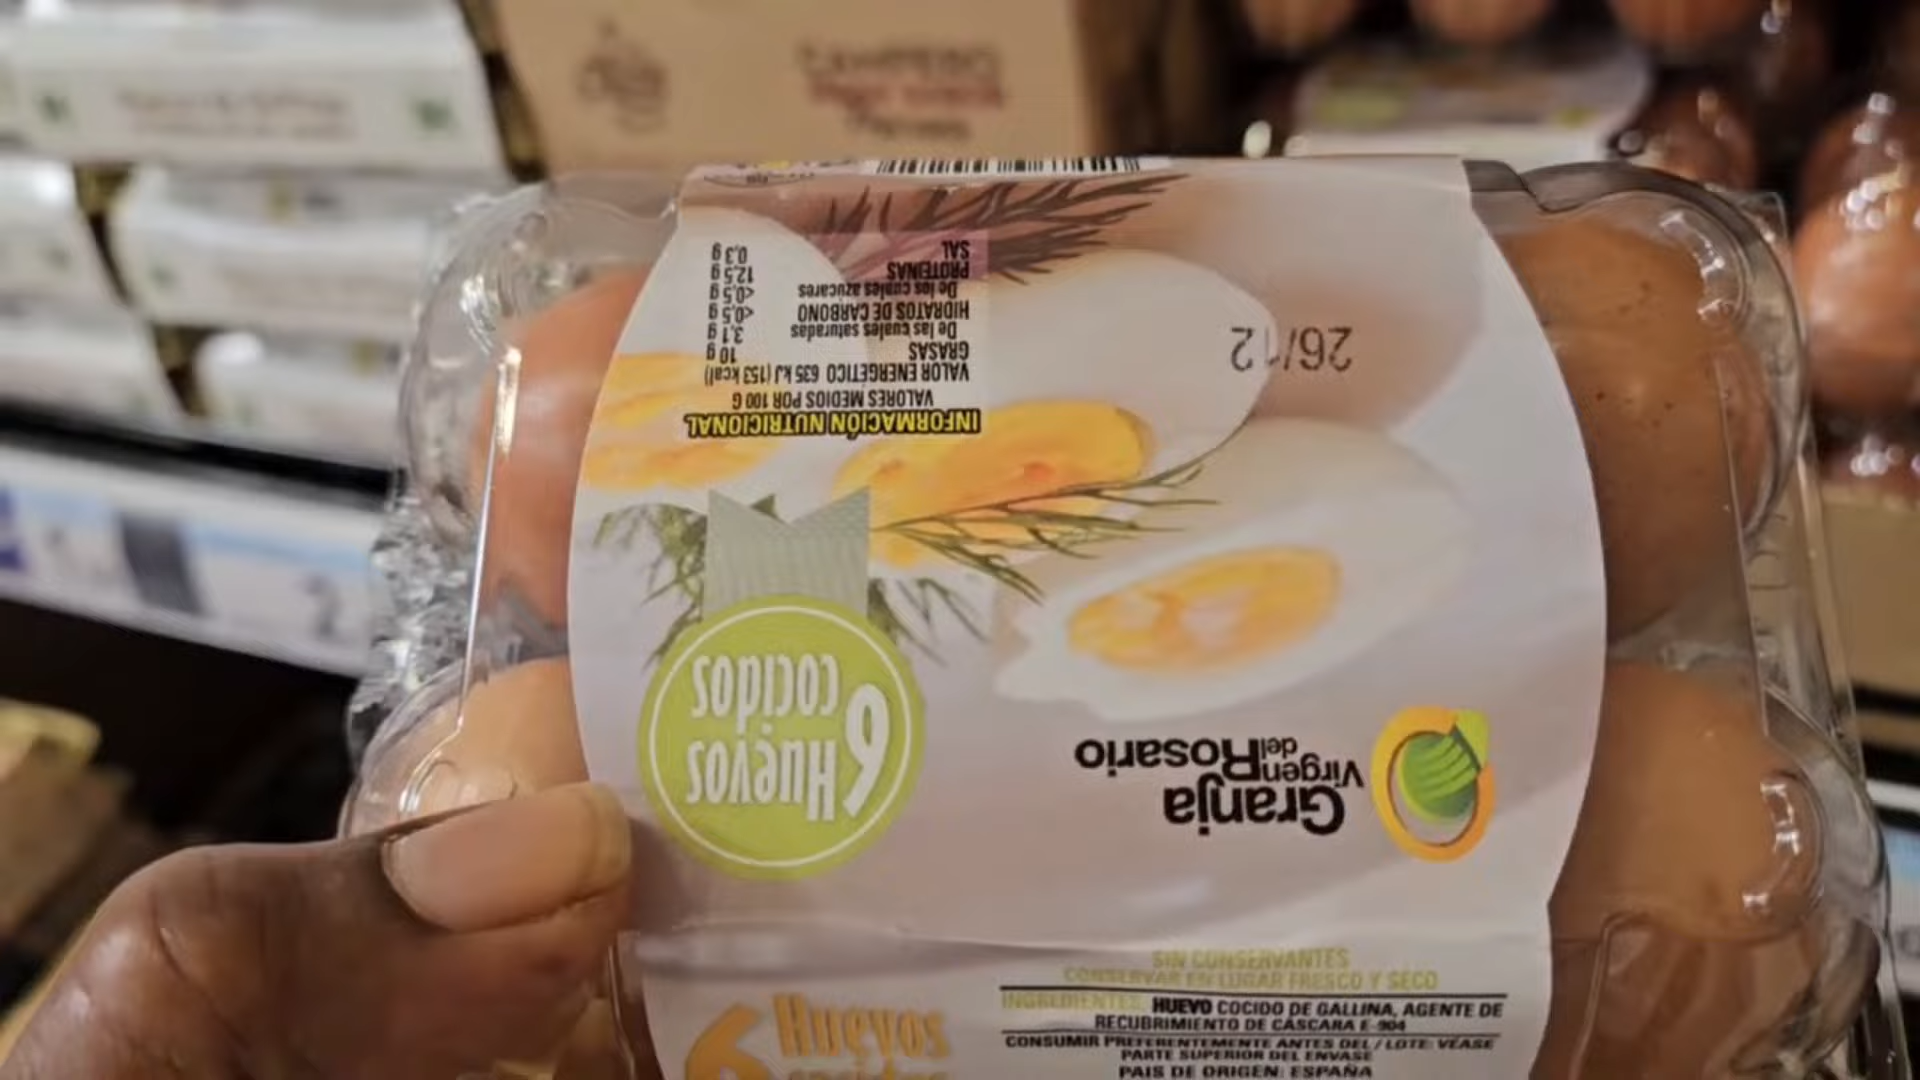 INFORMACIÓN NUTRICIONAL
VALORES MEDIOS POR 100 G
VALOR ENERGÉTICO 635 kJ (153 kcal)
GRASAS 10 g
De las cuales saturadas 3,1 g
HIDRATOS DE CARBONO <0,5 g
De los cuales azúcares <0,5 g
PROTEÍNAS 12,5 g
SAL 0,3 g
26/12
6 Huevos
cocidos
Granja
Virgen
del Rosario
SIN CONSERVANTES
CONSERVAR EN LUGAR FRESCO Y SECO
INGREDIENTES: HUEVO COCIDO DE GALLINA, AGENTE DE
RECUBRIMIENTO DE CÁSCARA E-904
CONSUMIR PREFERENTEMENTE ANTES DEL / LOTE: VÉASE
PARTE SUPERIOR DEL ENVASE
PAIS DE ORIGEN: ESPAÑA
6 Huevos